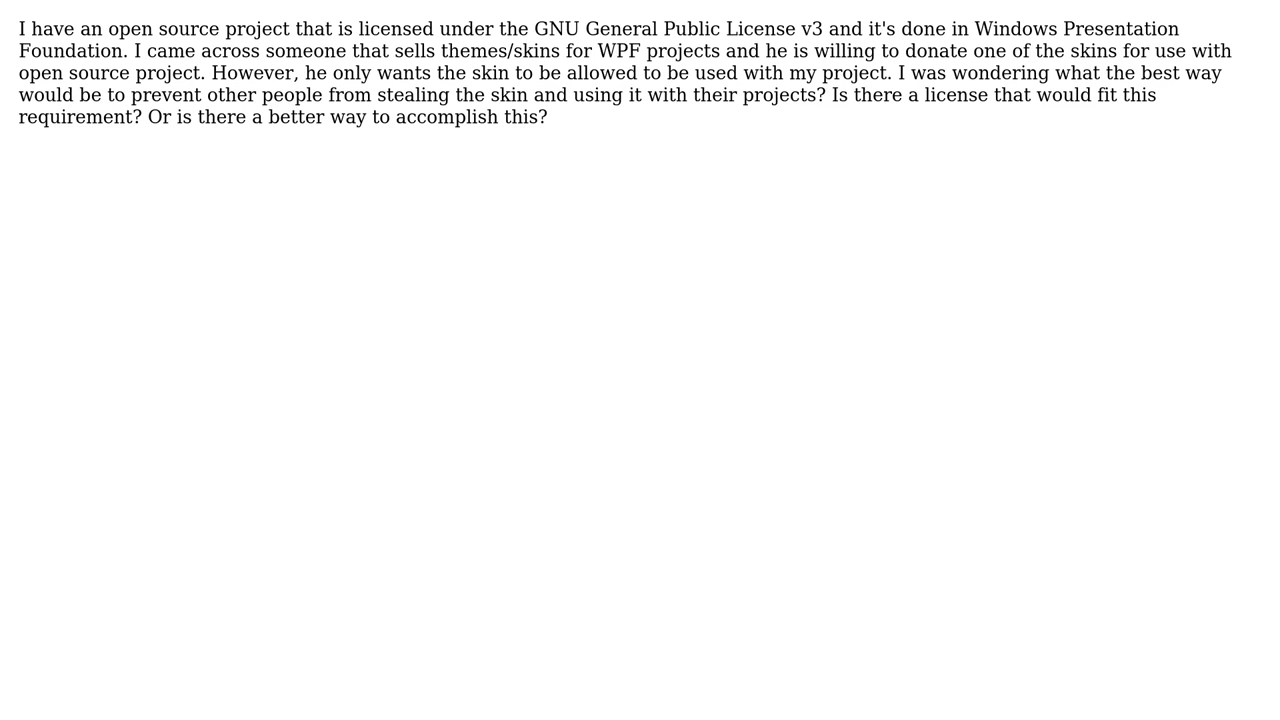 I have an open source project that is licensed under the GNU General Public License v3 and it's done in Windows Presentation
Foundation. I came across someone that sells themes/skins for WPF projects and he is willing to donate one of the skins for use with
open source project. However, he only wants the skin to be allowed to be used with my project. I was wondering what the best way
would be to prevent other people from stealing the skin and using it with their projects? Is there a license that would fit this
requirement? Or is there a better way to accomplish this?